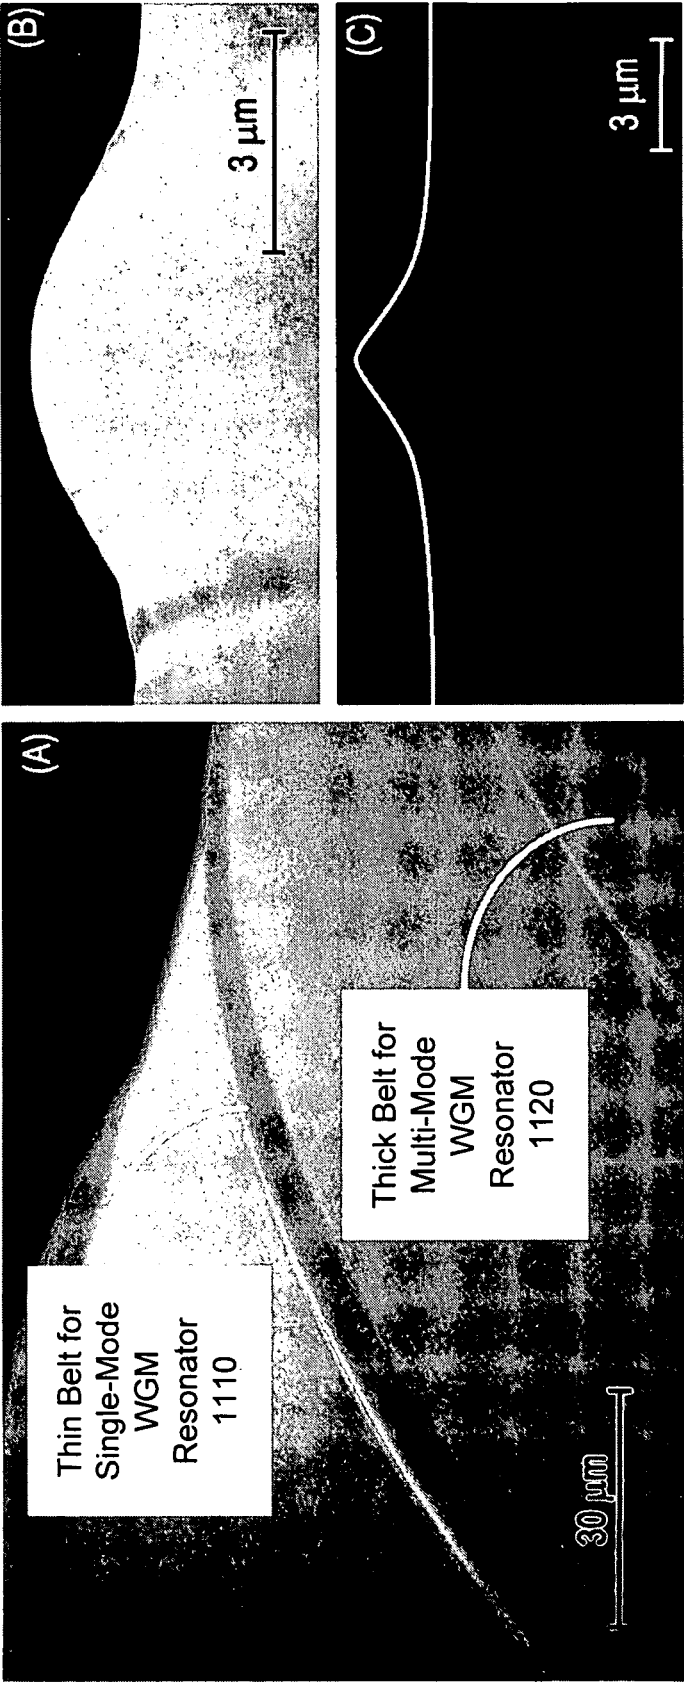 (A)
Thin Belt for
Single-Mode
WGM
Resonator
1110
Thick Belt for
Multi-Mode
WGM
Resonator
1120
30 μm
(B)
3 μm
(C)
3 μm